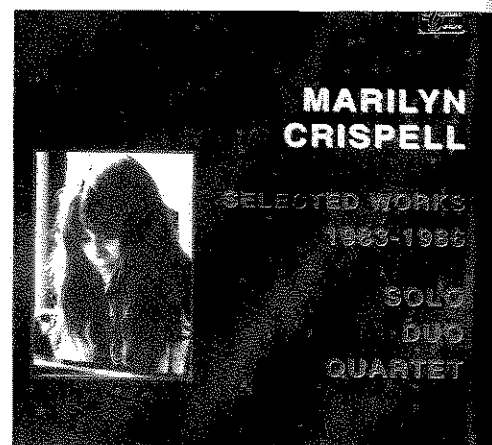 MARILYN
CRISPELL
SELECTED WORKS
1983-1986
SOLO
DUO
QUARTET